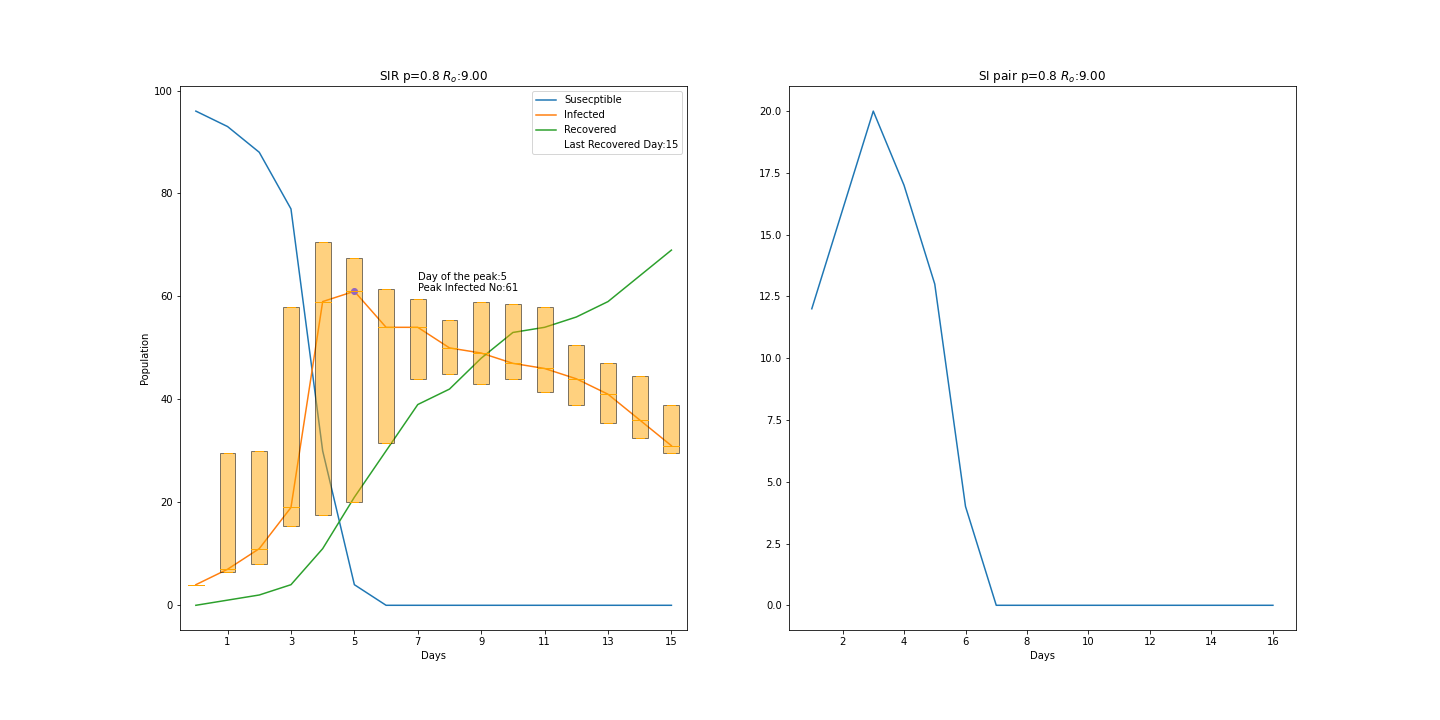 SIR p=0.8 Rₒ:9.00
Susecptible
Infected
Recovered
Last Recovered Day:15
Day of the peak:5
Peak Infected No:61
Population
100
80
60
40
20
0
1 3 5 7 9 11 13 15
Days
SI pair p=0.8 Rₒ:9.00
20.0
17.5
15.0
12.5
10.0
7.5
5.0
2.5
0.0
2 4 6 8 10 12 14 16
Days